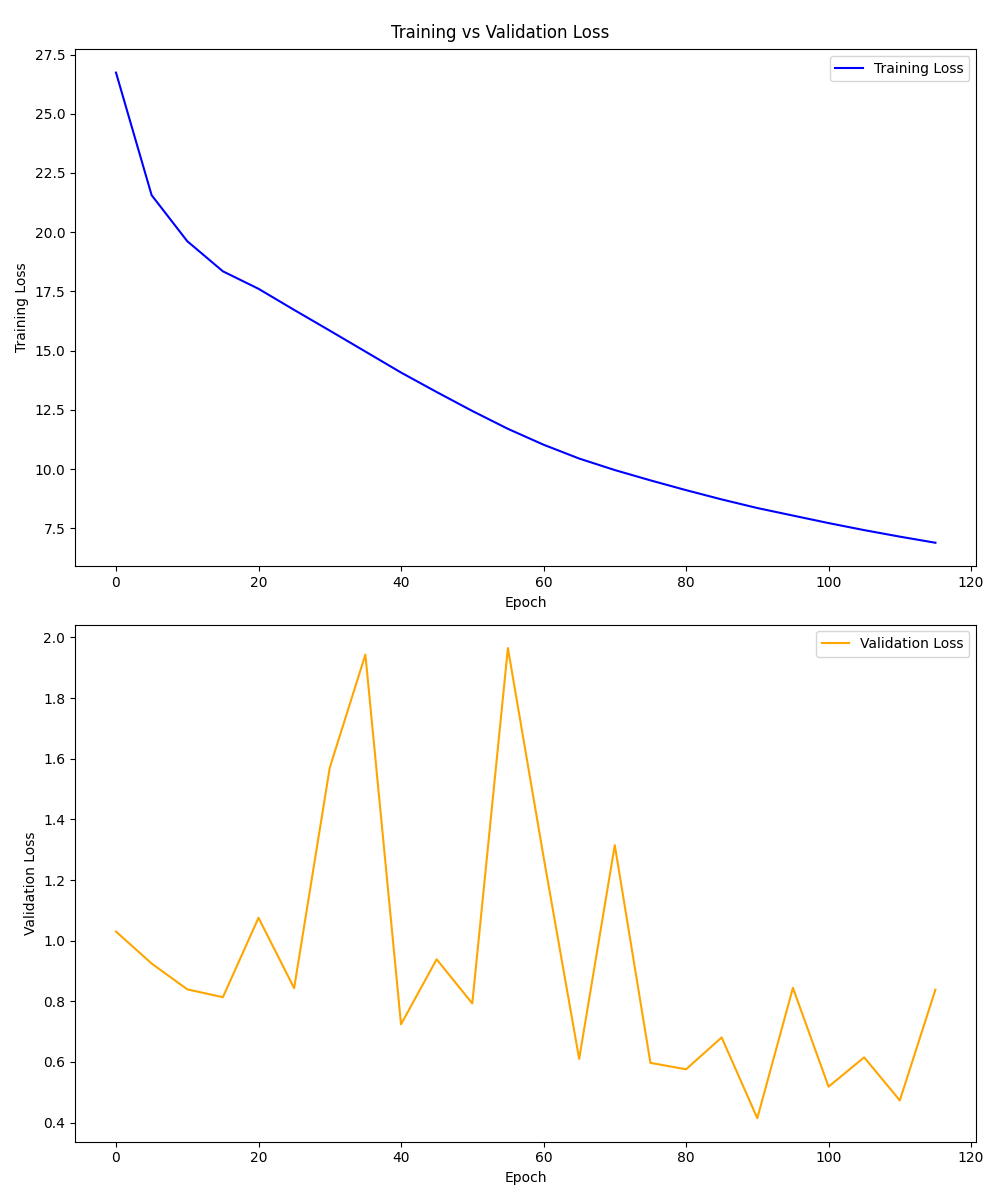 Training vs Validation Loss
27.5
25.0
22.5
20.0
17.5
15.0
12.5
10.0
7.5
Training Loss
Training Loss
0 20 40 60 80 100 120
Epoch
2.0
1.8
1.6
1.4
1.2
1.0
0.8
0.6
0.4
Validation Loss
Validation Loss
0 20 40 60 80 100 120
Epoch